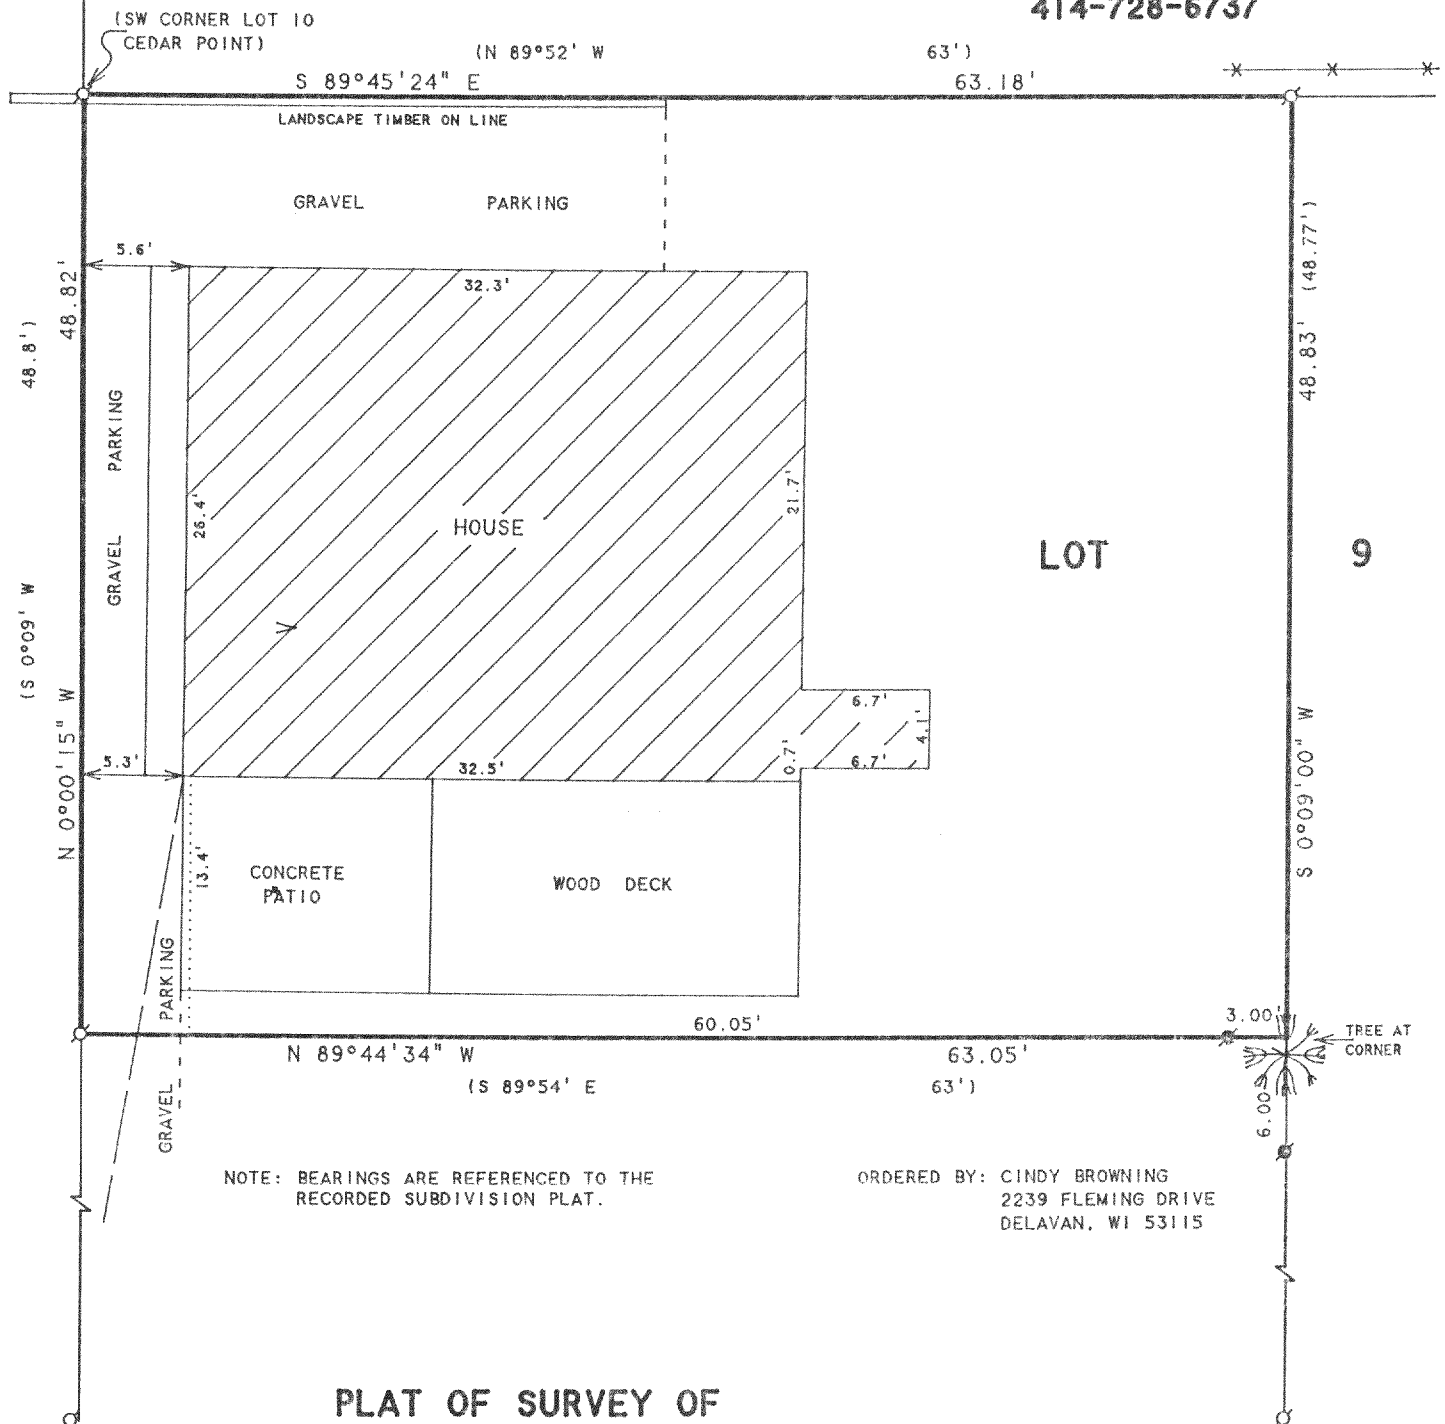 414-728-6737
(SW CORNER LOT 10
CEDAR POINT)
(N 89°52' W 63')
S 89°45'24" E 63.18'
LANDSCAPE TIMBER ON LINE
GRAVEL PARKING
5.6'
32.3'
48.82'
(48.77')
48.83'
48.8')
(S 0°09' W
GRAVEL PARKING
26.4'
HOUSE
21.7'
LOT 9
6.7'
4.1'
0.7'
6.7'
5.3'
32.5'
N 0°00'15" W
S 0°09'00" W
13.4'
CONCRETE
PATIO
WOOD DECK
GRAVEL PARKING
60.05'
3.00'
TREE AT
CORNER
N 89°44'34" W 63.05'
(S 89°54' E 63')
6.00'
NOTE: BEARINGS ARE REFERENCED TO THE
RECORDED SUBDIVISION PLAT.
ORDERED BY: CINDY BROWNING
2239 FLEMING DRIVE
DELAVAN, WI 53115
PLAT OF SURVEY OF